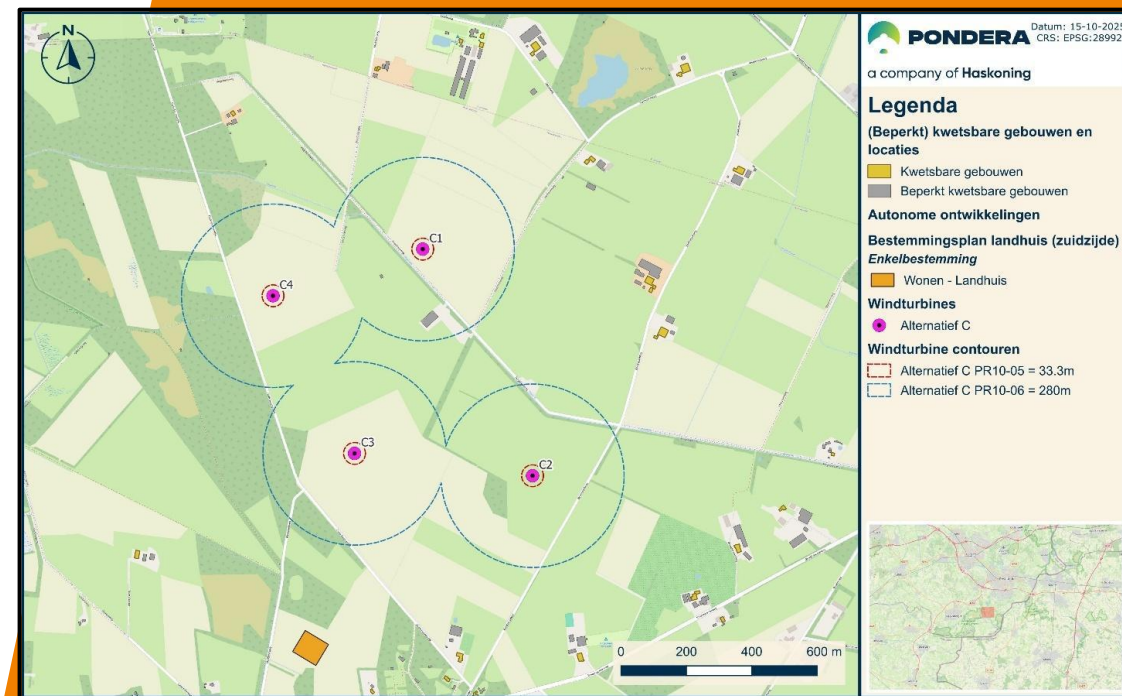 N
C1
C4
C3
C2
0 200 400 600 m
PONDERA
Datum: 15-10-2025
CRS: EPSG:28992
a company of Haskoning
Legenda
(Beperkt) kwetsbare gebouwen en
locaties
Kwetsbare gebouwen
Beperkt kwetsbare gebouwen
Autonome ontwikkelingen
Bestemmingsplan landhuis (zuidzijde)
Enkelbestemming
Wonen - Landhuis
Windturbines
Alternatief C
Windturbine contouren
Alternatief C PR10-05 = 33.3m
Alternatief C PR10-06 = 280m